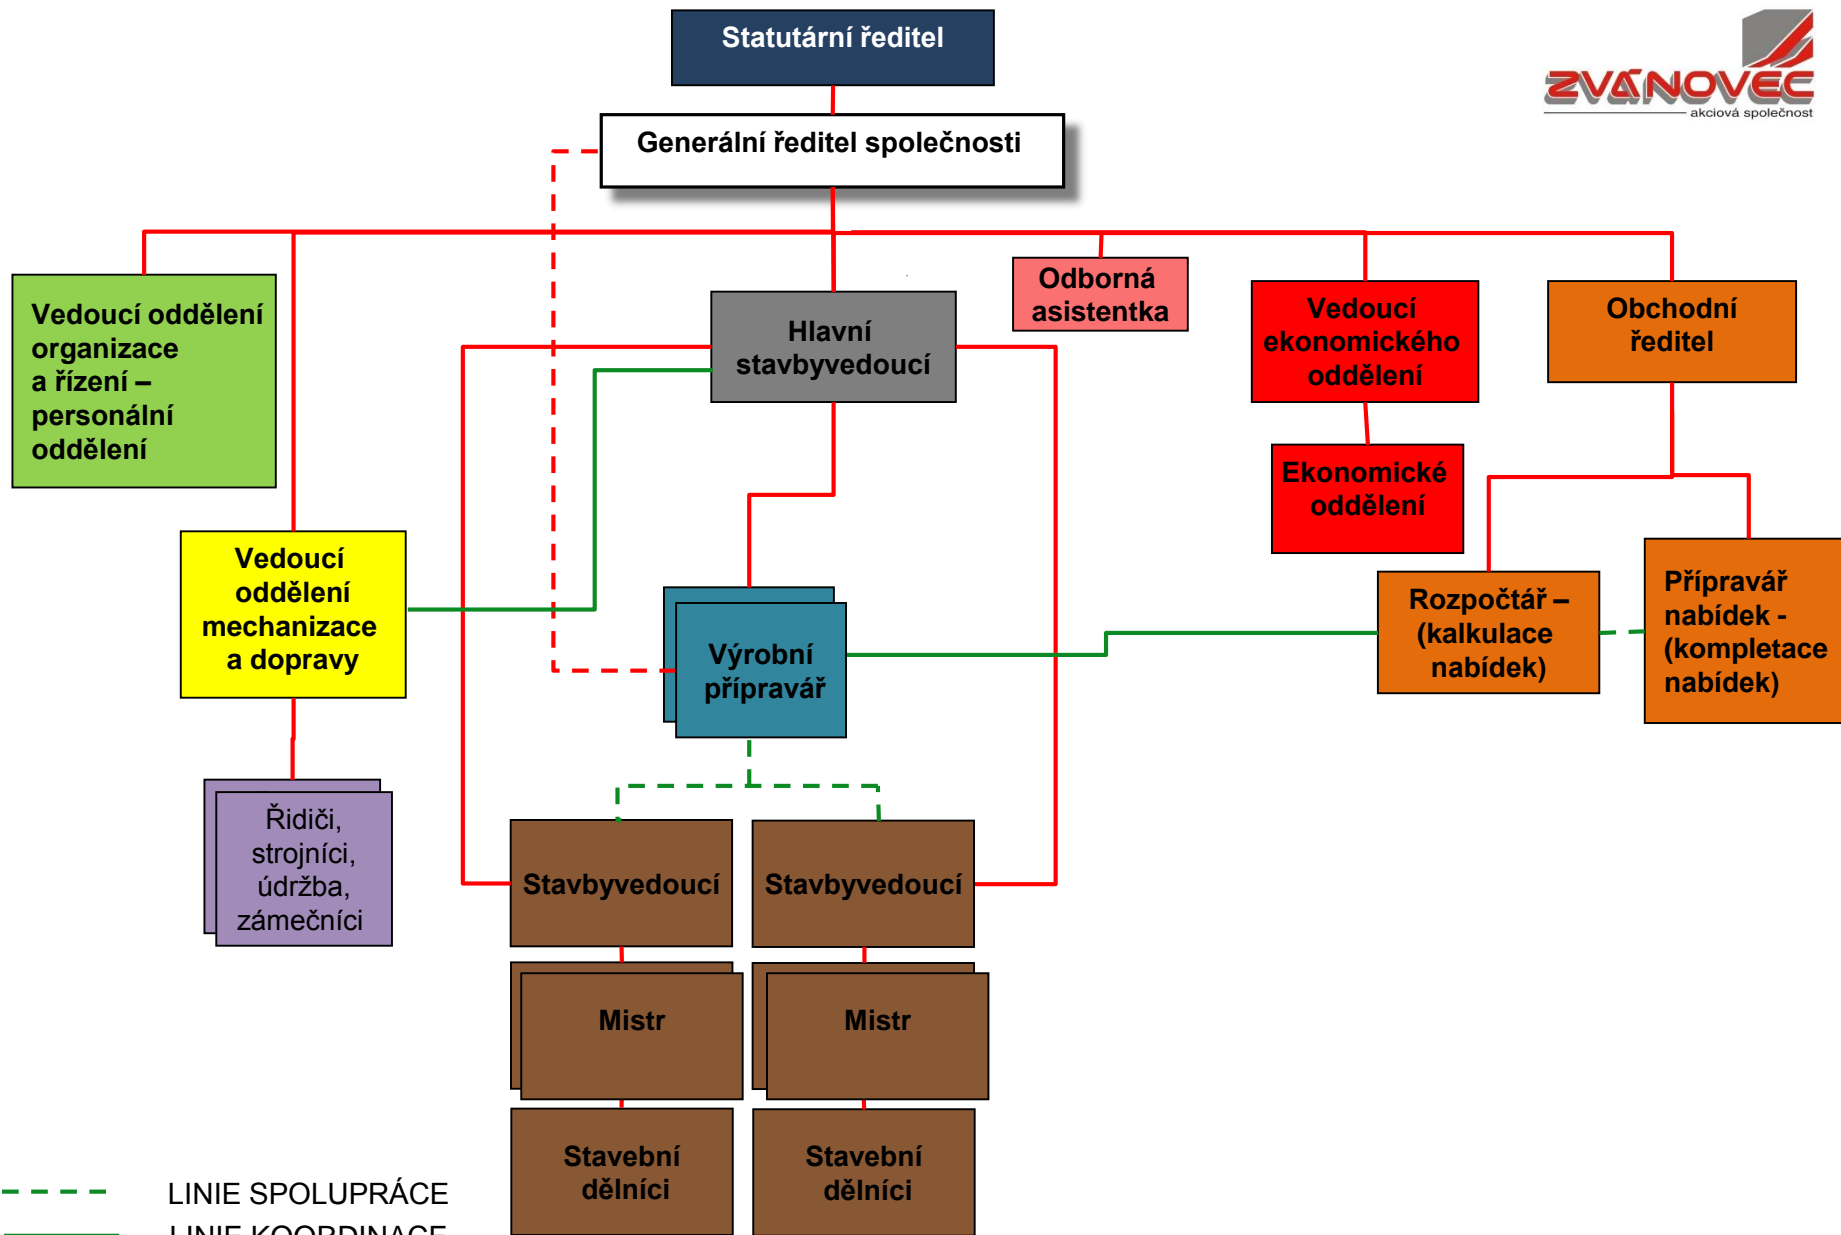 Statutární ředitel
ZVÁNOVEC
akciová společnost
Generální ředitel společnosti
Vedoucí oddělení
organizace
a řízení –
personální
oddělení
Hlavní
stavbyvedoucí
Odborná
asistentka
Vedoucí
ekonomického
oddělení
Obchodní
ředitel
Ekonomické
oddělení
Vedoucí
oddělení
mechanizace
a dopravy
Výrobní
přípravář
Rozpočtář –
(kalkulace
nabídek)
Přípravář
nabídek -
(kompletace
nabídek)
Řidiči,
strojníci,
údržba,
zámečníci
Stavbyvedoucí
Stavbyvedoucí
Mistr
Mistr
Stavební
dělníci
Stavební
dělníci
LINIE SPOLUPRÁCE
LINIE KOORDINACE